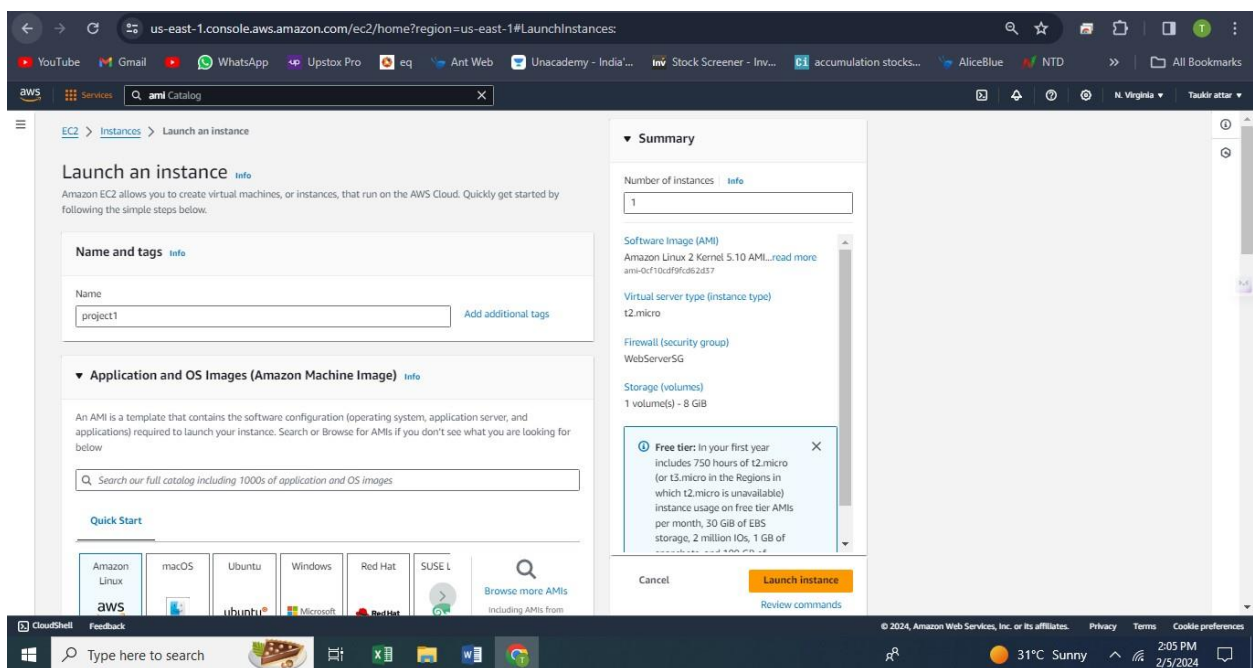 us-east-1.console.aws.amazon.com/ec2/home?region=us-east-1#LaunchInstances:
T
YouTube Gmail WhatsApp up Upstox Pro eq Ant Web Unacademy - India'... inv Stock Screener - Inv... Ci accumulation stocks... AliceBlue NTD » All Bookmarks
aws Services ami Catalog N. Virginia Taukir attar
EC2 > Instances > Launch an instance
Launch an instance Info
Amazon EC2 allows you to create virtual machines, or instances, that run on the AWS Cloud. Quickly get started by
following the simple steps below.
Name and tags Info
Name
project1
Add additional tags
Application and OS Images (Amazon Machine Image) Info
An AMI is a template that contains the software configuration (operating system, application server, and
applications) required to launch your instance. Search or Browse for AMIs if you don't see what you are looking for
below
Search our full catalog including 1000s of application and OS images
Quick Start
Amazon Linux
macOS
Ubuntu
Windows
Red Hat
SUSE L
aws
ubuntu
Microsoft
Red Hat
Browse more AMIs
Including AMIs from
Summary
Number of instances Info
1
Software Image (AMI)
Amazon Linux 2 Kernel 5.10 AMI...read more
ami-0cf10cdf9fcd62d37
Virtual server type (instance type)
t2.micro
Firewall (security group)
WebServerSG
Storage (volumes)
1 volume(s) - 8 GiB
Free tier: In your first year
includes 750 hours of t2.micro
(or t3.micro in the Regions in
which t2.micro is unavailable)
instance usage on free tier AMIs
per month, 30 GiB of EBS
storage, 2 million IOs, 1 GB of
Cancel
Launch instance
Review commands
CloudShell Feedback © 2024, Amazon Web Services, Inc. or its affiliates. Privacy Terms Cookie preferences
Type here to search
31°C Sunny
2:05 PM
2/5/2024